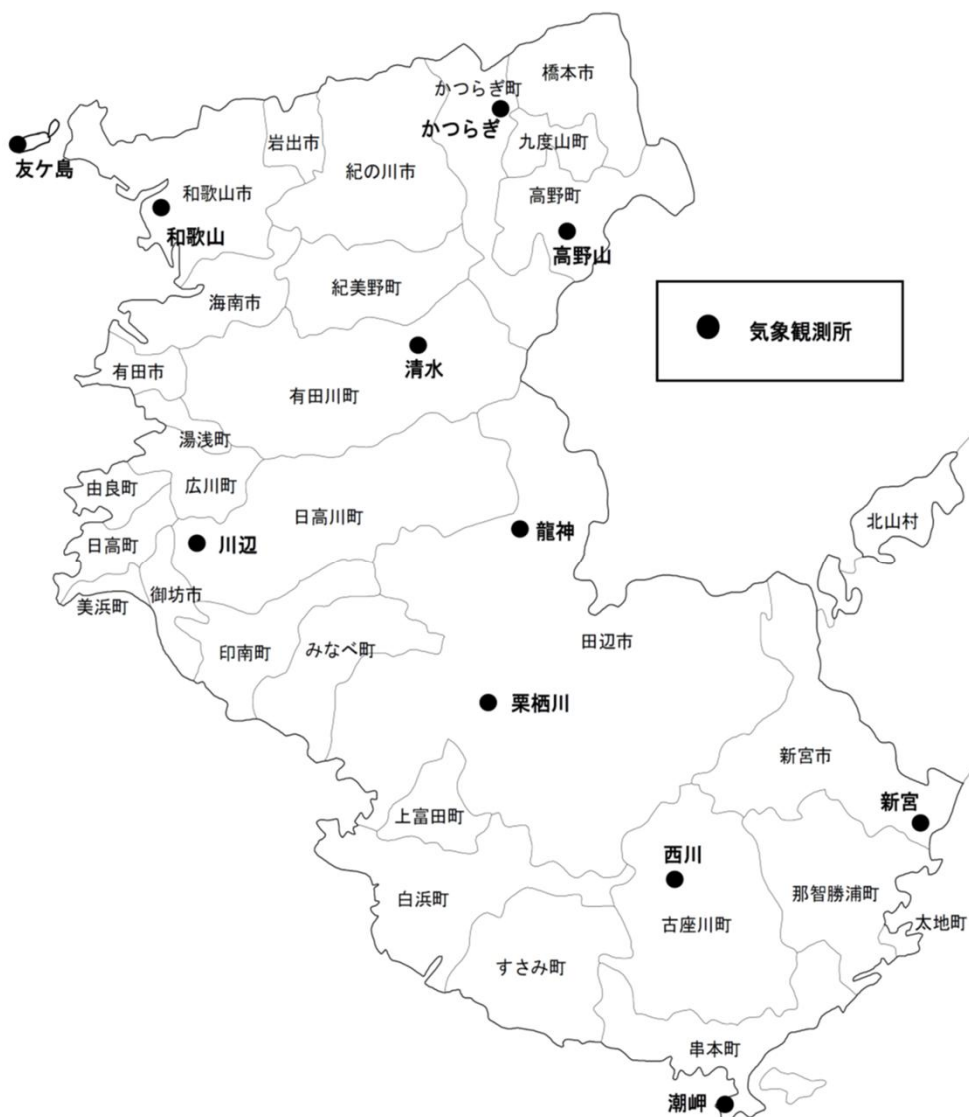 橋本市
かつらぎ町
かつらぎ
岩出市
九度山町
友ケ島
紀の川市
和歌山市
高野町
和歌山
高野山
紀美野町
海南市
気象観測所
清水
有田市
有田川町
湯浅町
由良町
広川町
日高川町
龍神
北山村
日高町
川辺
美浜町
御坊市
印南町
みなべ町
田辺市
栗栖川
新宮市
新宮
上富田町
西川
白浜町
那智勝浦町
太地町
古座川町
すさみ町
串本町
潮岬